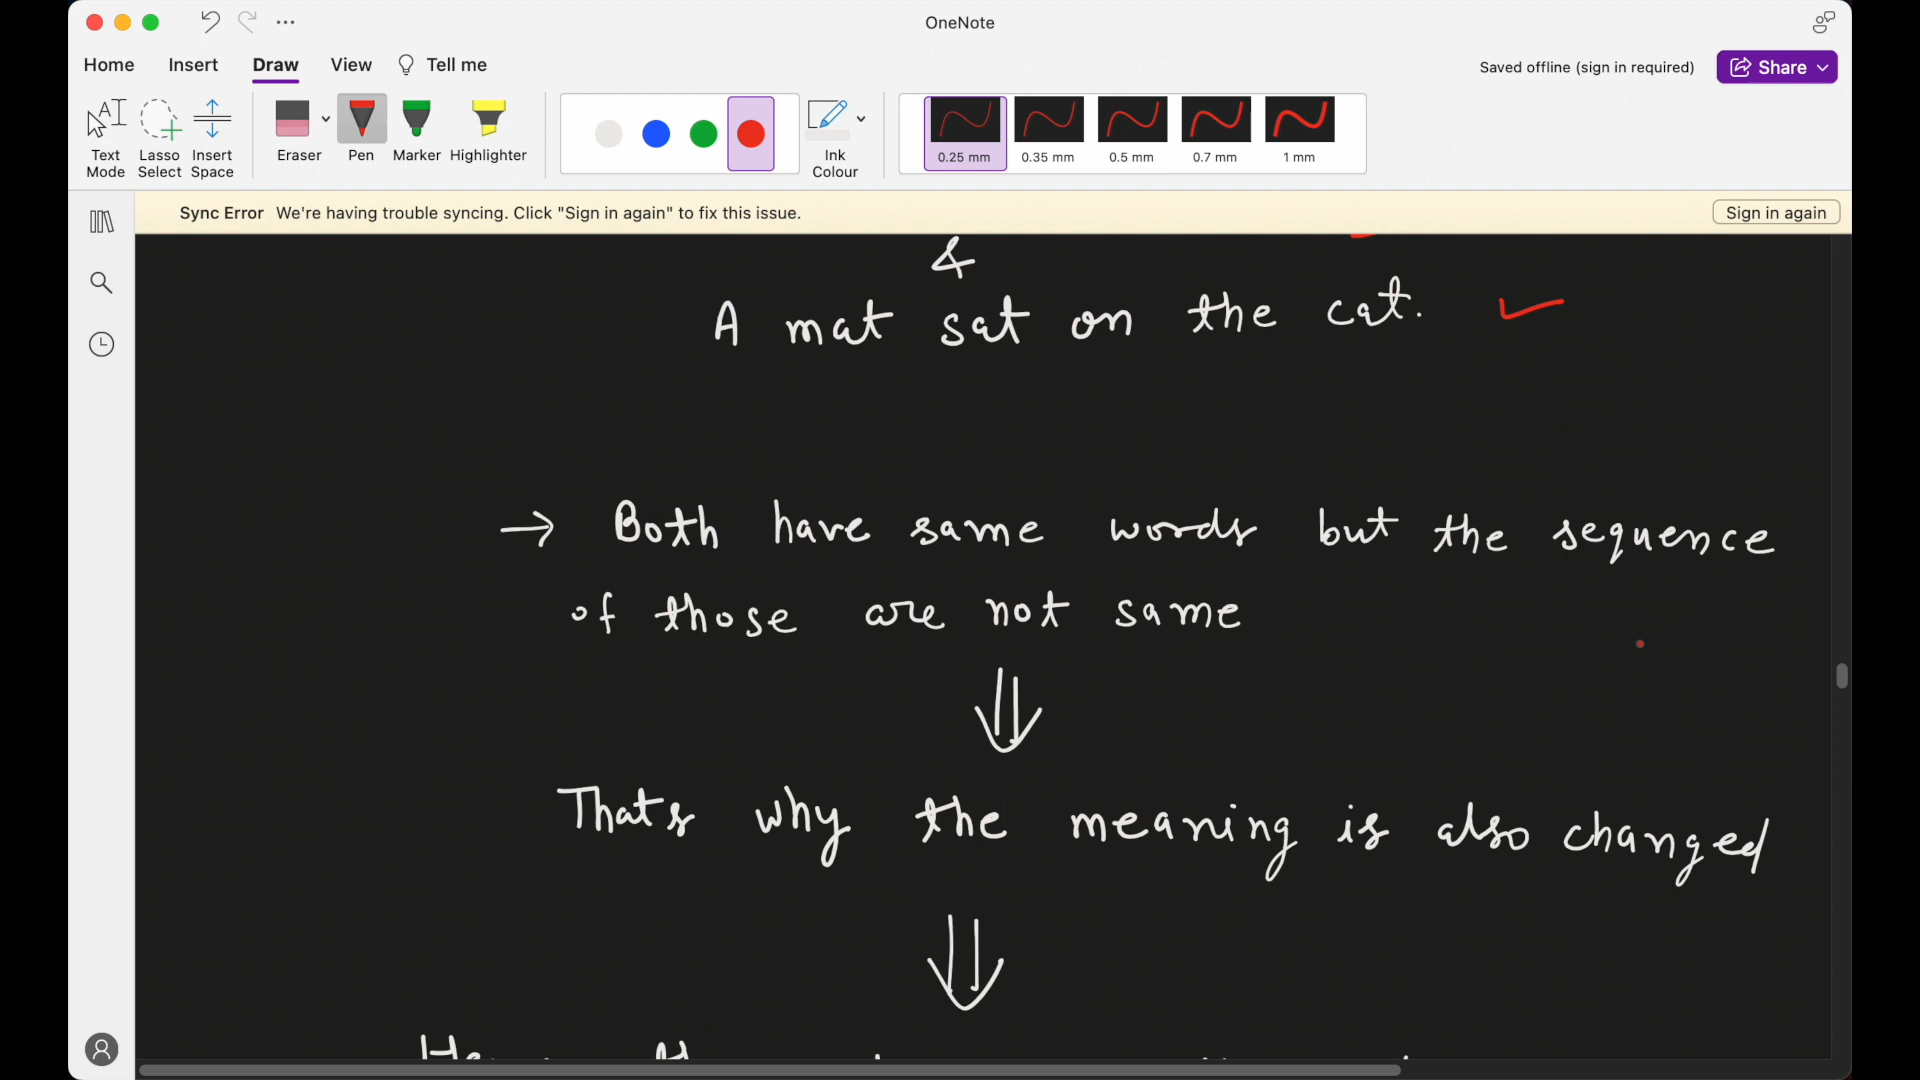 OneNote
Home Insert Draw View Tell me
Saved offline (sign in required) Share
Text Mode
Lasso Select
Insert Space
Eraser
Pen
Marker
Highlighter
Ink Colour
0.25 mm
0.35 mm
0.5 mm
0.7 mm
1 mm
Sync Error We're having trouble syncing. Click "Sign in again" to fix this issue. Sign in again
&
A mat sat on the cat.
→ Both have same words but the sequence
of those are not same
That's why the meaning is also changed